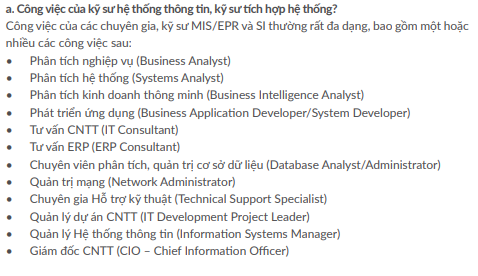 a. Công việc của kỹ sư hệ thống thông tin, kỹ sư tích hợp hệ thống?
Công việc của các chuyên gia, kỹ sư MIS/EPR và SI thường rất đa dạng, bao gồm một hoặc
nhiều các công việc sau:
• Phân tích nghiệp vụ (Business Analyst)
• Phân tích hệ thống (Systems Analyst)
• Phân tích kinh doanh thông minh (Business Intelligence Analyst)
• Phát triển ứng dụng (Business Application Developer/System Developer)
• Tư vấn CNTT (IT Consultant)
• Tư vấn ERP (ERP Consultant)
• Chuyên viên phân tích, quản trị cơ sở dữ liệu (Database Analyst/Administrator)
• Quản trị mạng (Network Administrator)
• Chuyên gia Hỗ trợ kỹ thuật (Technical Support Specialist)
• Quản lý dự án CNTT (IT Development Project Leader)
• Quản lý Hệ thống thông tin (Information Systems Manager)
• Giám đốc CNTT (CIO – Chief Information Officer)